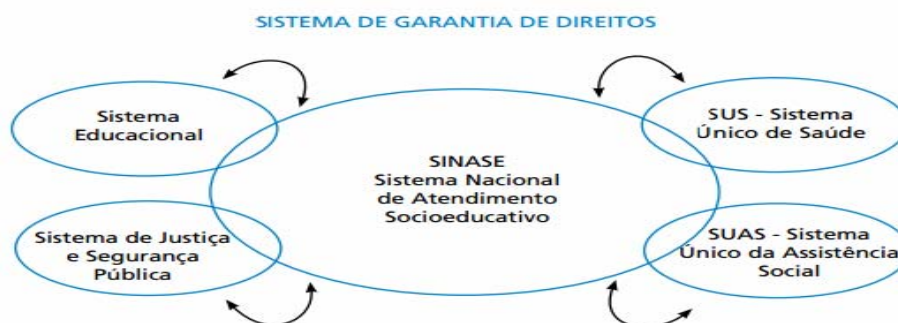 SISTEMA DE GARANTIA DE DIREITOS
Sistema
Educacional
SUS - Sistema
Único de Saúde
SINASE
Sistema Nacional
de Atendimento
Socioeducativo
Sistema de Justiça
e Segurança
Pública
SUAS - Sistema
Único da Assistência
Social